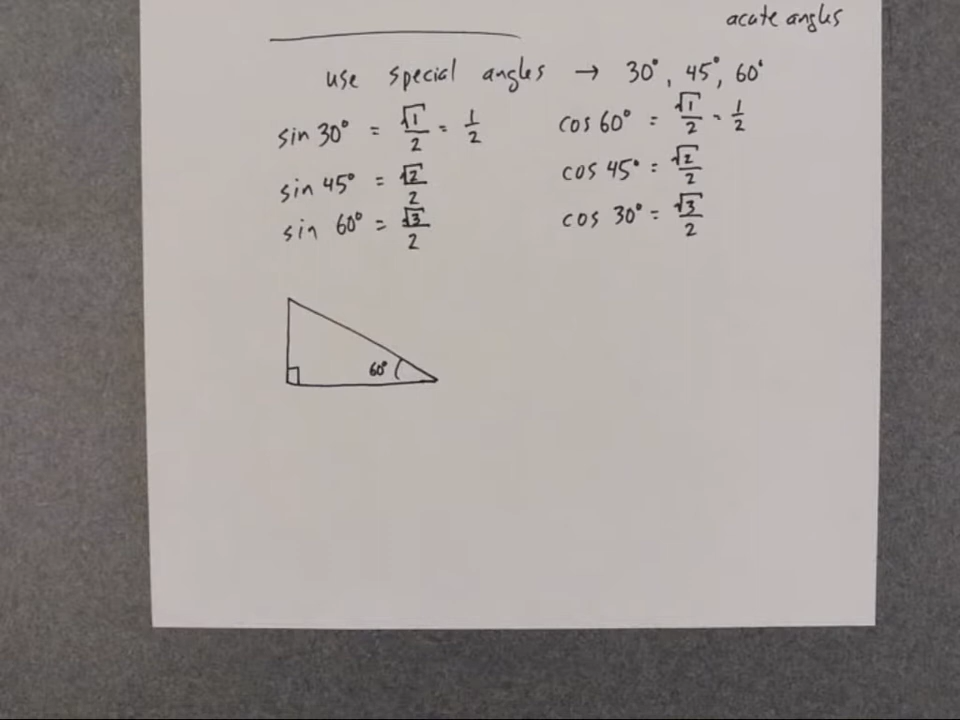 acute angles
use special angles → 30°, 45°, 60°
sin 30° = √1/2 = 1/2 cos 60° = √1/2 = 1/2
sin 45° = √2/2 cos 45° = √2/2
sin 60° = √3/2 cos 30° = √3/2
60°